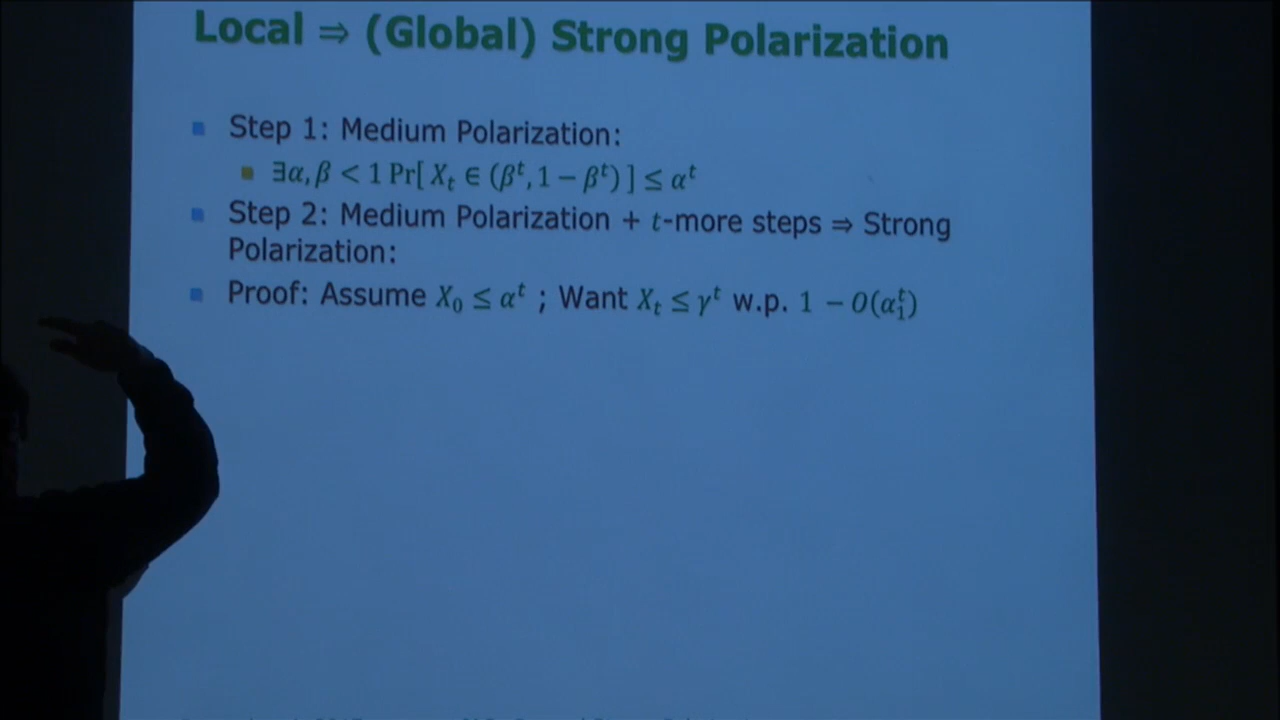 Local ⇒ (Global) Strong Polarization
Step 1: Medium Polarization:
∃α, β < 1 Pr[ X_t ∈ (β^t, 1 − β^t) ] ≤ α^t
Step 2: Medium Polarization + t-more steps ⇒ Strong
Polarization:
Proof: Assume X_0 ≤ α^t ; Want X_t ≤ γ^t w.p. 1 − O(α_1^t)